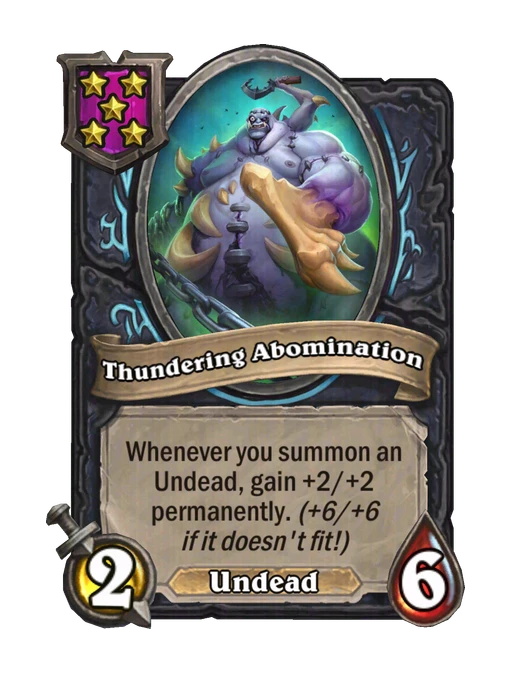 Thundering Abomination
Whenever you summon an
Undead, gain +2/+2
permanently. (+6/+6
if it doesn't fit!)
2
Undead
6